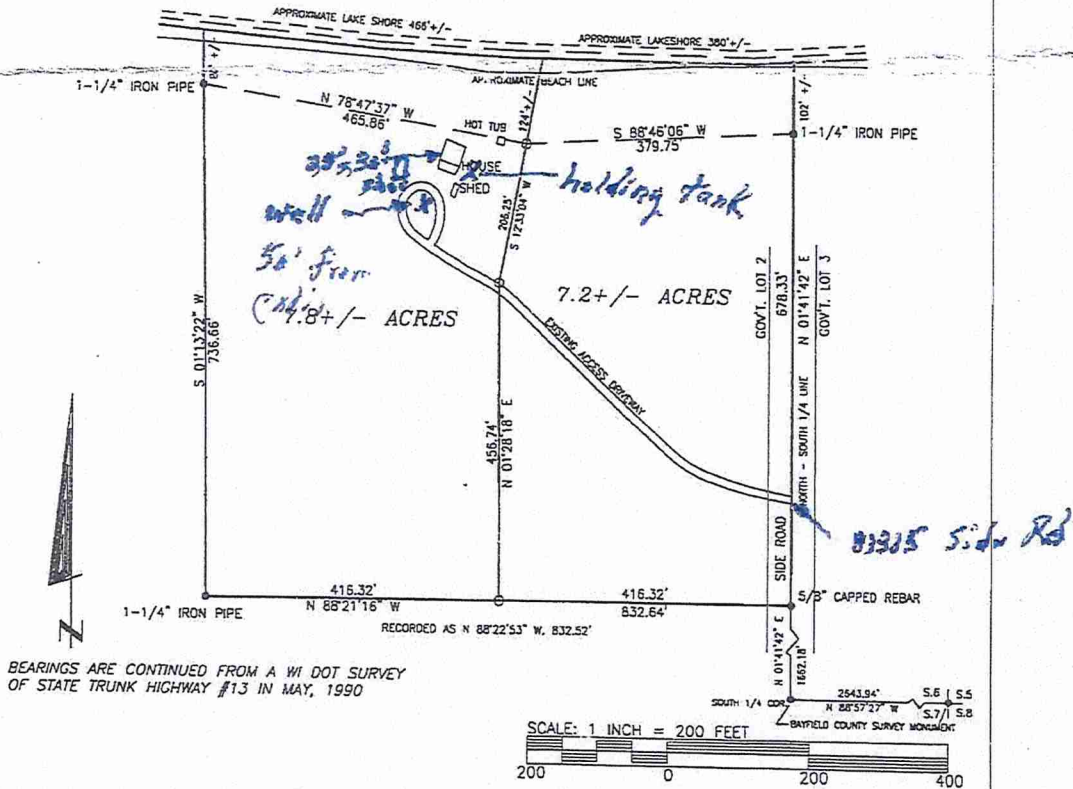 APPROXIMATE LAKE SHORE 466'+/-
APPROXIMATE LAKESHORE 380'+/-
1-1/4" IRON PIPE
APPROXIMATE BEACH LINE
N 78°47'37" W
465.86'
HOT TUB
124'+/-
S 88°46'06" W
379.75'
102' +/-
1-1/4" IRON PIPE
HOUSE
SHED
holding tank
well
50' from
206.25'
S 12°33'04" W
7.8+/- ACRES
7.2+/- ACRES
EXISTING ACCESS DRIVEWAY
S 01°13'22" W
736.66'
456.74'
N 01°28'18" E
GOV'T. LOT 2
678.33'
NORTH - SOUTH 1/4 LINE N 01°41'42" E
GOV'T. LOT 3
SIDE ROAD
1-1/4" IRON PIPE
416.32'
N 88°21'16" W
416.32'
832.64'
5/8" CAPPED REBAR
RECORDED AS N 88°22'53" W, 832.52'
N 01°41'42" E
1662.18'
N
BEARINGS ARE CONTINUED FROM A WI DOT SURVEY
OF STATE TRUNK HIGHWAY #13 IN MAY, 1990
SOUTH 1/4 COR.
2643.94'
N 88°57'27" W
S.6 S.5
S.7 S.8
BAYFIELD COUNTY SURVEY MONUMENT
SCALE: 1 INCH = 200 FEET
200 0 200 400